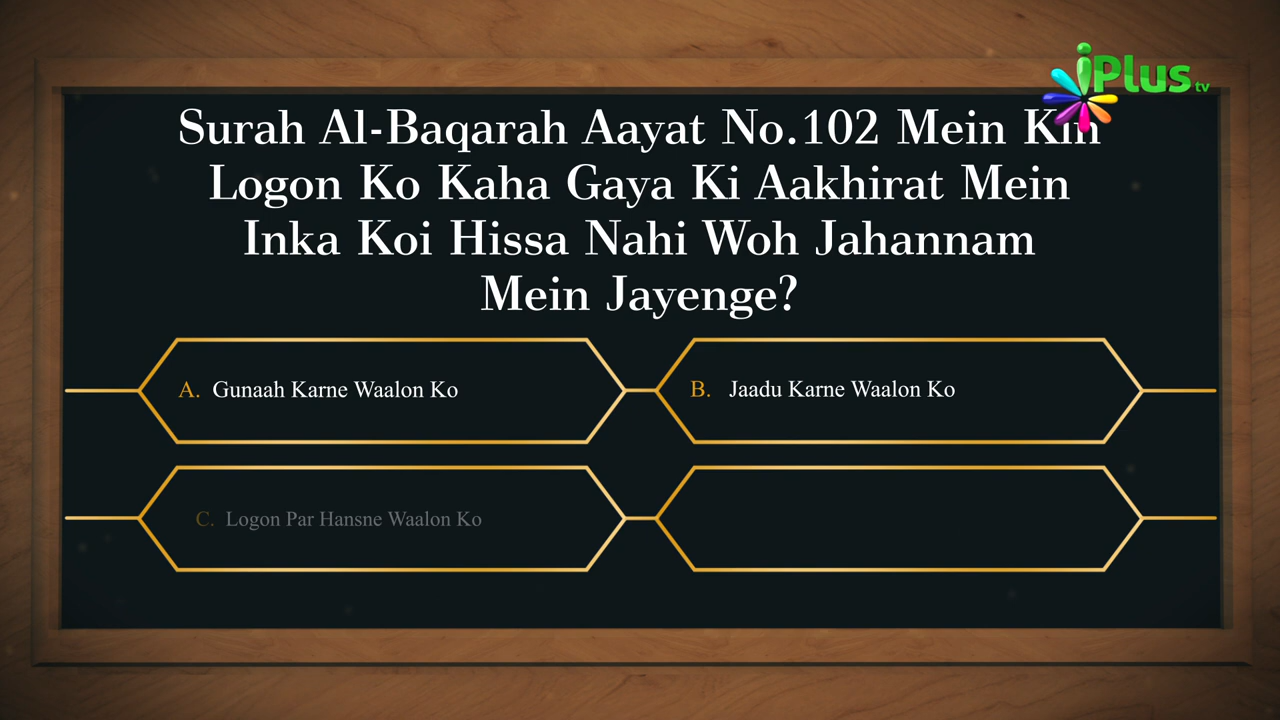 iPlus tv
Surah Al-Baqarah Aayat No.102 Mein Kin
Logon Ko Kaha Gaya Ki Aakhirat Mein
Inka Koi Hissa Nahi Woh Jahannam
Mein Jayenge?
A. Gunaah Karne Waalon Ko
B. Jaadu Karne Waalon Ko
C. Logon Par Hansne Waalon Ko